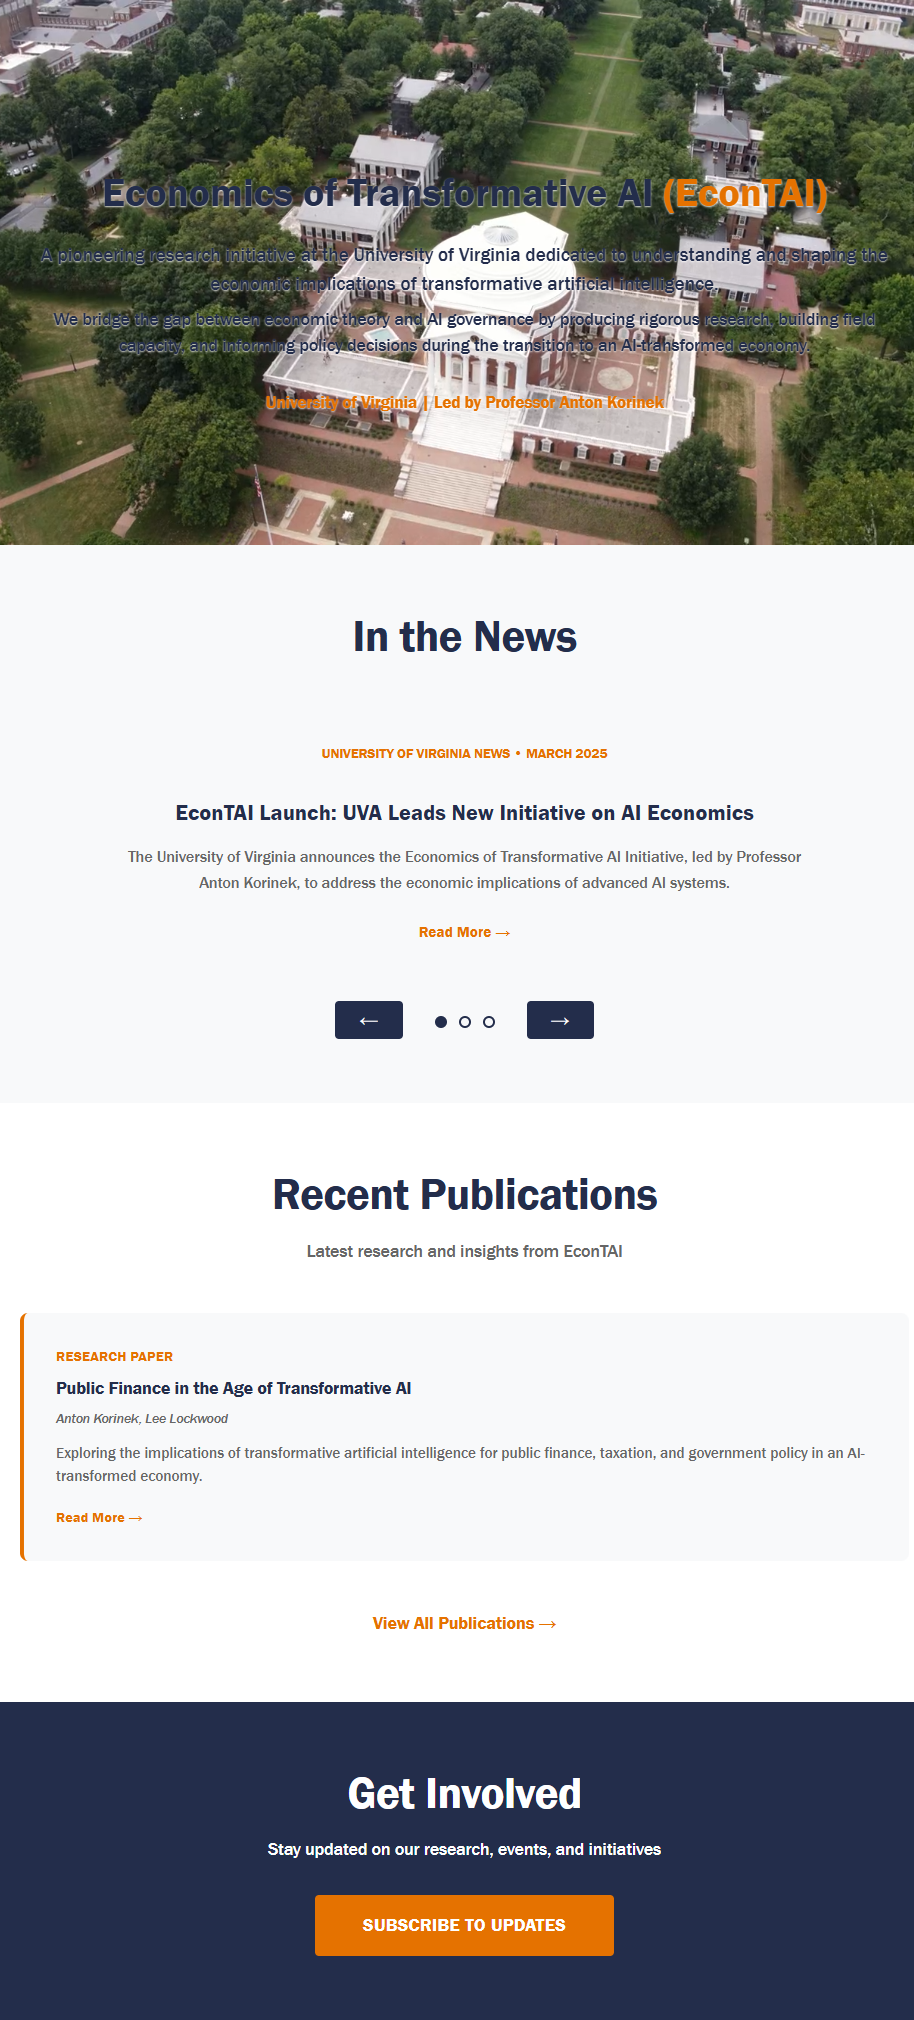 Economics of Transformative AI (EconTAI)
A pioneering research initiative at the University of Virginia dedicated to understanding and shaping the
economic implications of transformative artificial intelligence.
We bridge the gap between economic theory and AI governance by producing rigorous research, building field
capacity, and informing policy decisions during the transition to an AI-transformed economy.
University of Virginia | Led by Professor Anton Korinek
In the News
UNIVERSITY OF VIRGINIA NEWS • MARCH 2025
EconTAI Launch: UVA Leads New Initiative on AI Economics
The University of Virginia announces the Economics of Transformative AI Initiative, led by Professor
Anton Korinek, to address the economic implications of advanced AI systems.
Read More →
← →
Recent Publications
Latest research and insights from EconTAI
RESEARCH PAPER
Public Finance in the Age of Transformative AI
Anton Korinek, Lee Lockwood
Exploring the implications of transformative artificial intelligence for public finance, taxation, and government policy in an AI-
transformed economy.
Read More →
View All Publications →
Get Involved
Stay updated on our research, events, and initiatives
SUBSCRIBE TO UPDATES